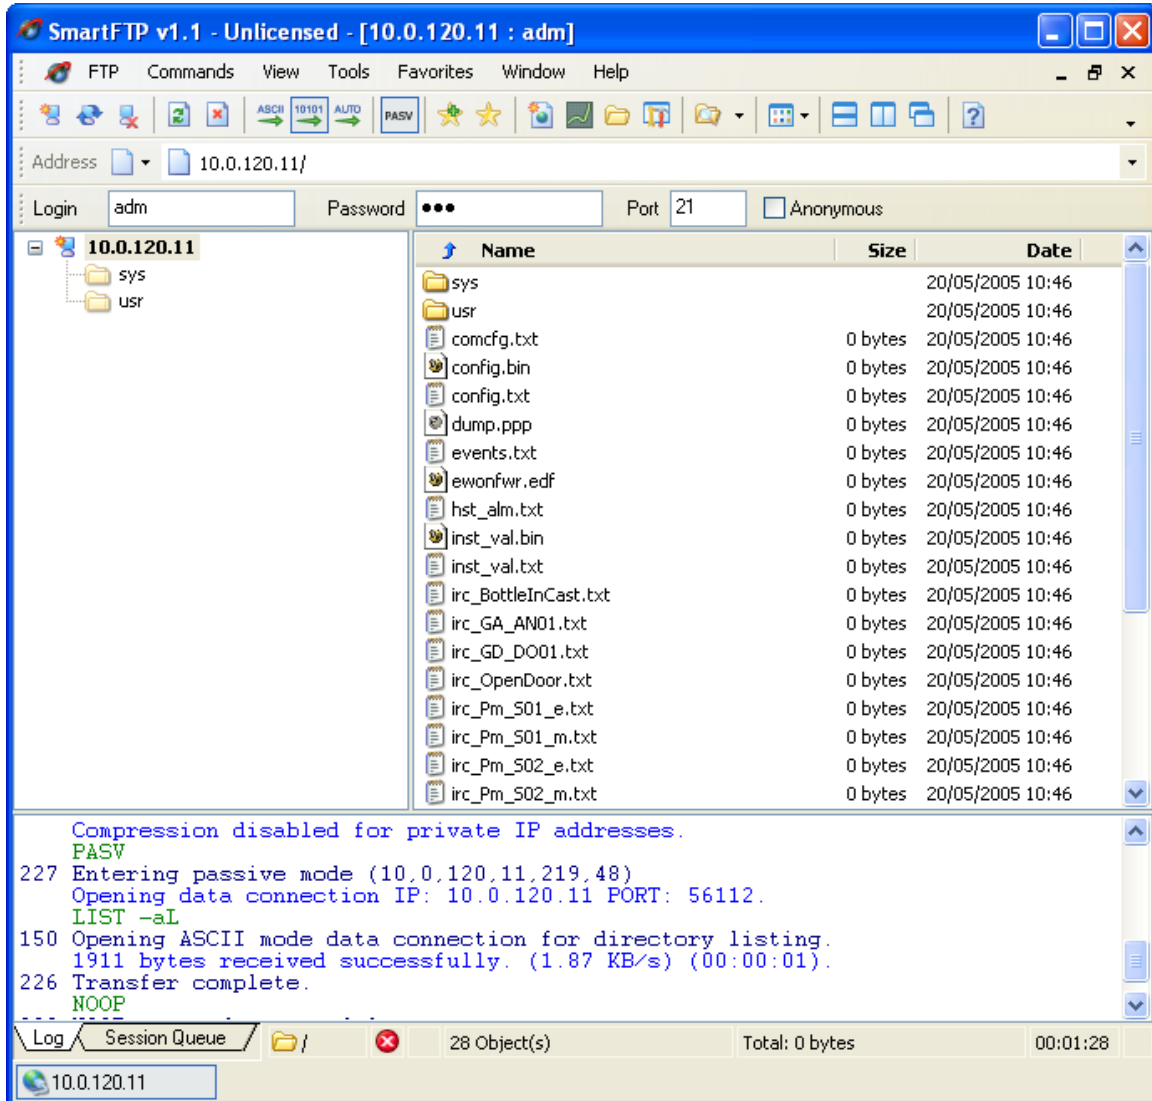 SmartFTP v1.1 - Unlicensed - [10.0.120.11 : adm]
FTP Commands View Tools Favorites Window Help
ASCII 10101 AUTO PASV
Address 10.0.120.11/
Login adm Password ●●● Port 21 Anonymous
10.0.120.11
sys
usr
Name Size Date
sys 20/05/2005 10:46
usr 20/05/2005 10:46
comcfg.txt 0 bytes 20/05/2005 10:46
config.bin 0 bytes 20/05/2005 10:46
config.txt 0 bytes 20/05/2005 10:46
dump.ppp 0 bytes 20/05/2005 10:46
events.txt 0 bytes 20/05/2005 10:46
ewonfwr.edf 0 bytes 20/05/2005 10:46
hst_alm.txt 0 bytes 20/05/2005 10:46
inst_val.bin 0 bytes 20/05/2005 10:46
inst_val.txt 0 bytes 20/05/2005 10:46
irc_BottleInCast.txt 0 bytes 20/05/2005 10:46
irc_GA_AN01.txt 0 bytes 20/05/2005 10:46
irc_GD_DO01.txt 0 bytes 20/05/2005 10:46
irc_OpenDoor.txt 0 bytes 20/05/2005 10:46
irc_Pm_S01_e.txt 0 bytes 20/05/2005 10:46
irc_Pm_S01_m.txt 0 bytes 20/05/2005 10:46
irc_Pm_S02_e.txt 0 bytes 20/05/2005 10:46
irc_Pm_S02_m.txt 0 bytes 20/05/2005 10:46
Compression disabled for private IP addresses.
PASV
227 Entering passive mode (10,0,120,11,219,48)
Opening data connection IP: 10.0.120.11 PORT: 56112.
LIST -aL
150 Opening ASCII mode data connection for directory listing.
1911 bytes received successfully. (1.87 KB/s) (00:00:01).
226 Transfer complete.
NOOP
Log Session Queue / 28 Object(s) Total: 0 bytes 00:01:28
10.0.120.11